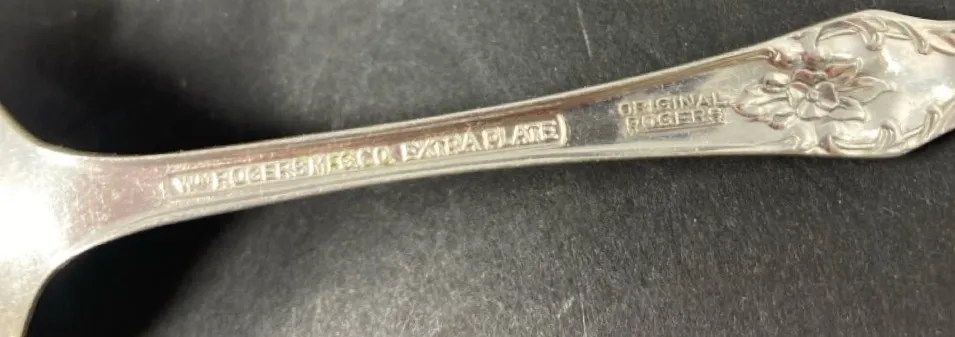 Wm ROGERS MFG. CO. EXTRA PLATE
ORIGINAL
ROGERS